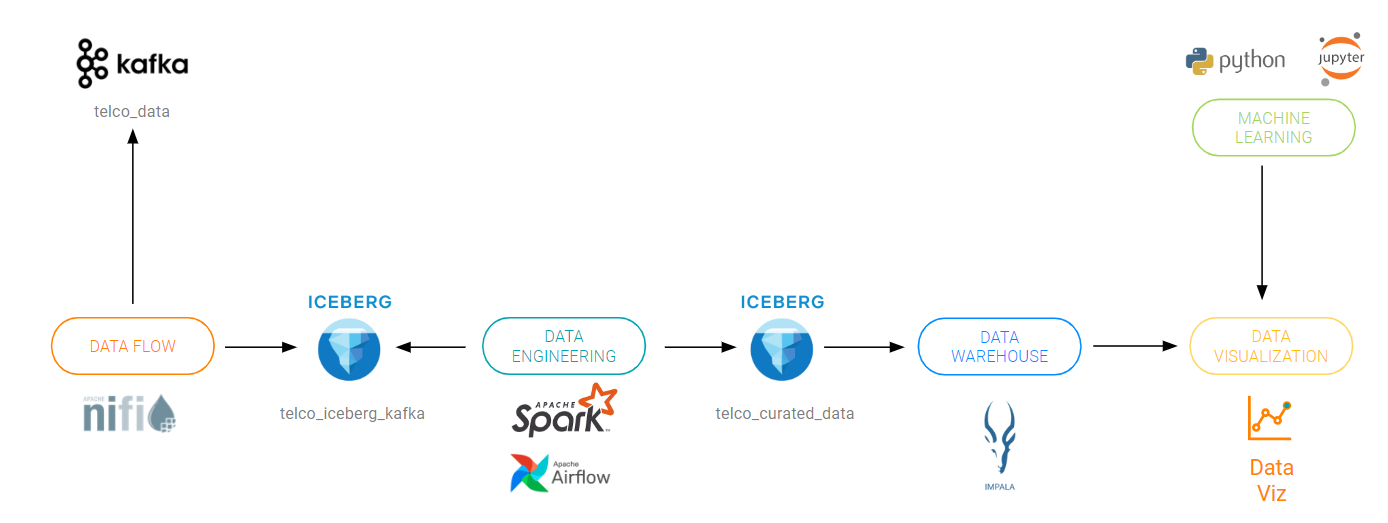 kafka
telco_data
python
jupyter
MACHINE
LEARNING
ICEBERG
ICEBERG
DATA FLOW
DATA
ENGINEERING
DATA
WAREHOUSE
DATA
VISUALIZATION
APACHE
nifi
telco_iceberg_kafka
APACHE
Spark™
Apache
Airflow
telco_curated_data
IMPALA
Data
Viz